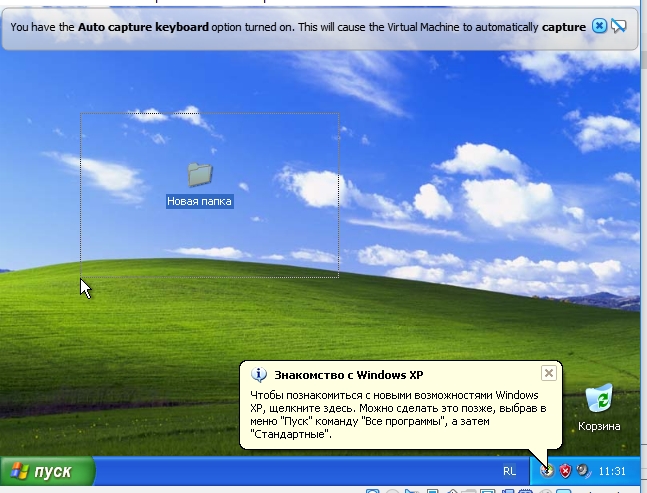 You have the Auto capture keyboard option turned on. This will cause the Virtual Machine to automatically capture
Новая папка
Знакомство с Windows XP
Чтобы познакомиться с новыми возможностями Windows
XP, щелкните здесь. Можно сделать это позже, выбрав в
меню "Пуск" команду "Все программы", а затем
"Стандартные".
Корзина
пуск
RL
11:31